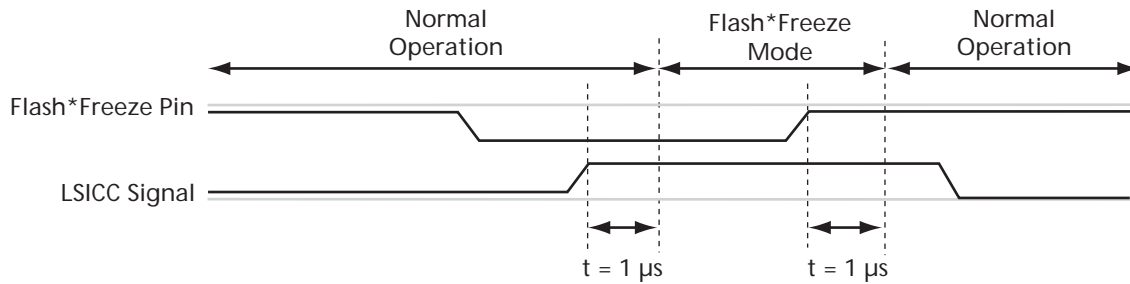 Normal
Operation
Flash*Freeze
Mode
Normal
Operation
Flash*Freeze Pin
LSICC Signal
t = 1 µs
t = 1 µs